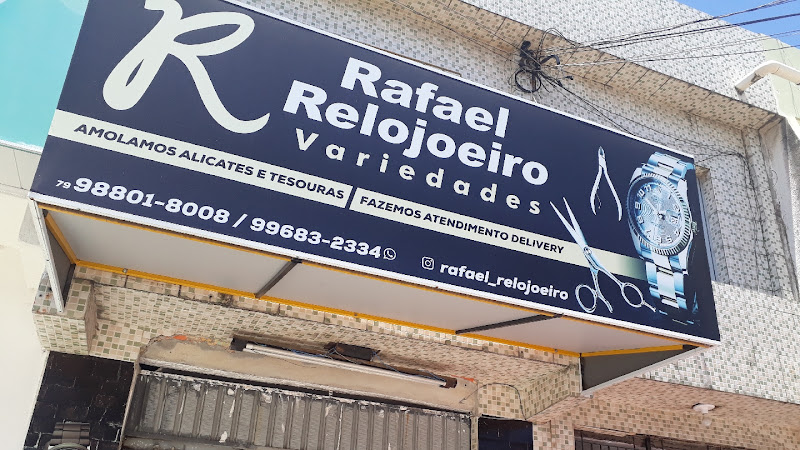 R
Rafael
Relojoeiro
Variedades
AMOLAMOS ALICATES E TESOURAS | FAZEMOS ATENDIMENTO DELIVERY
79 98801-8008 / 99683-2334
rafael_relojoeiro